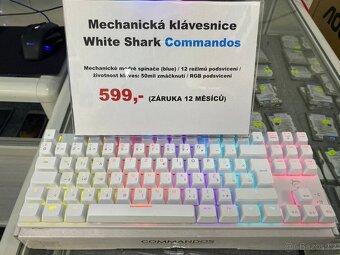 Mechanická klávesnice
White Shark Commandos
Mechanické modré spínače (blue) / 12 režimů podsvícení /
životnost kláves: 50mil zmáčknutí / RGB podsvícení
599,- (ZÁRUKA 12 MĚSÍCŮ)
COMMANDOS